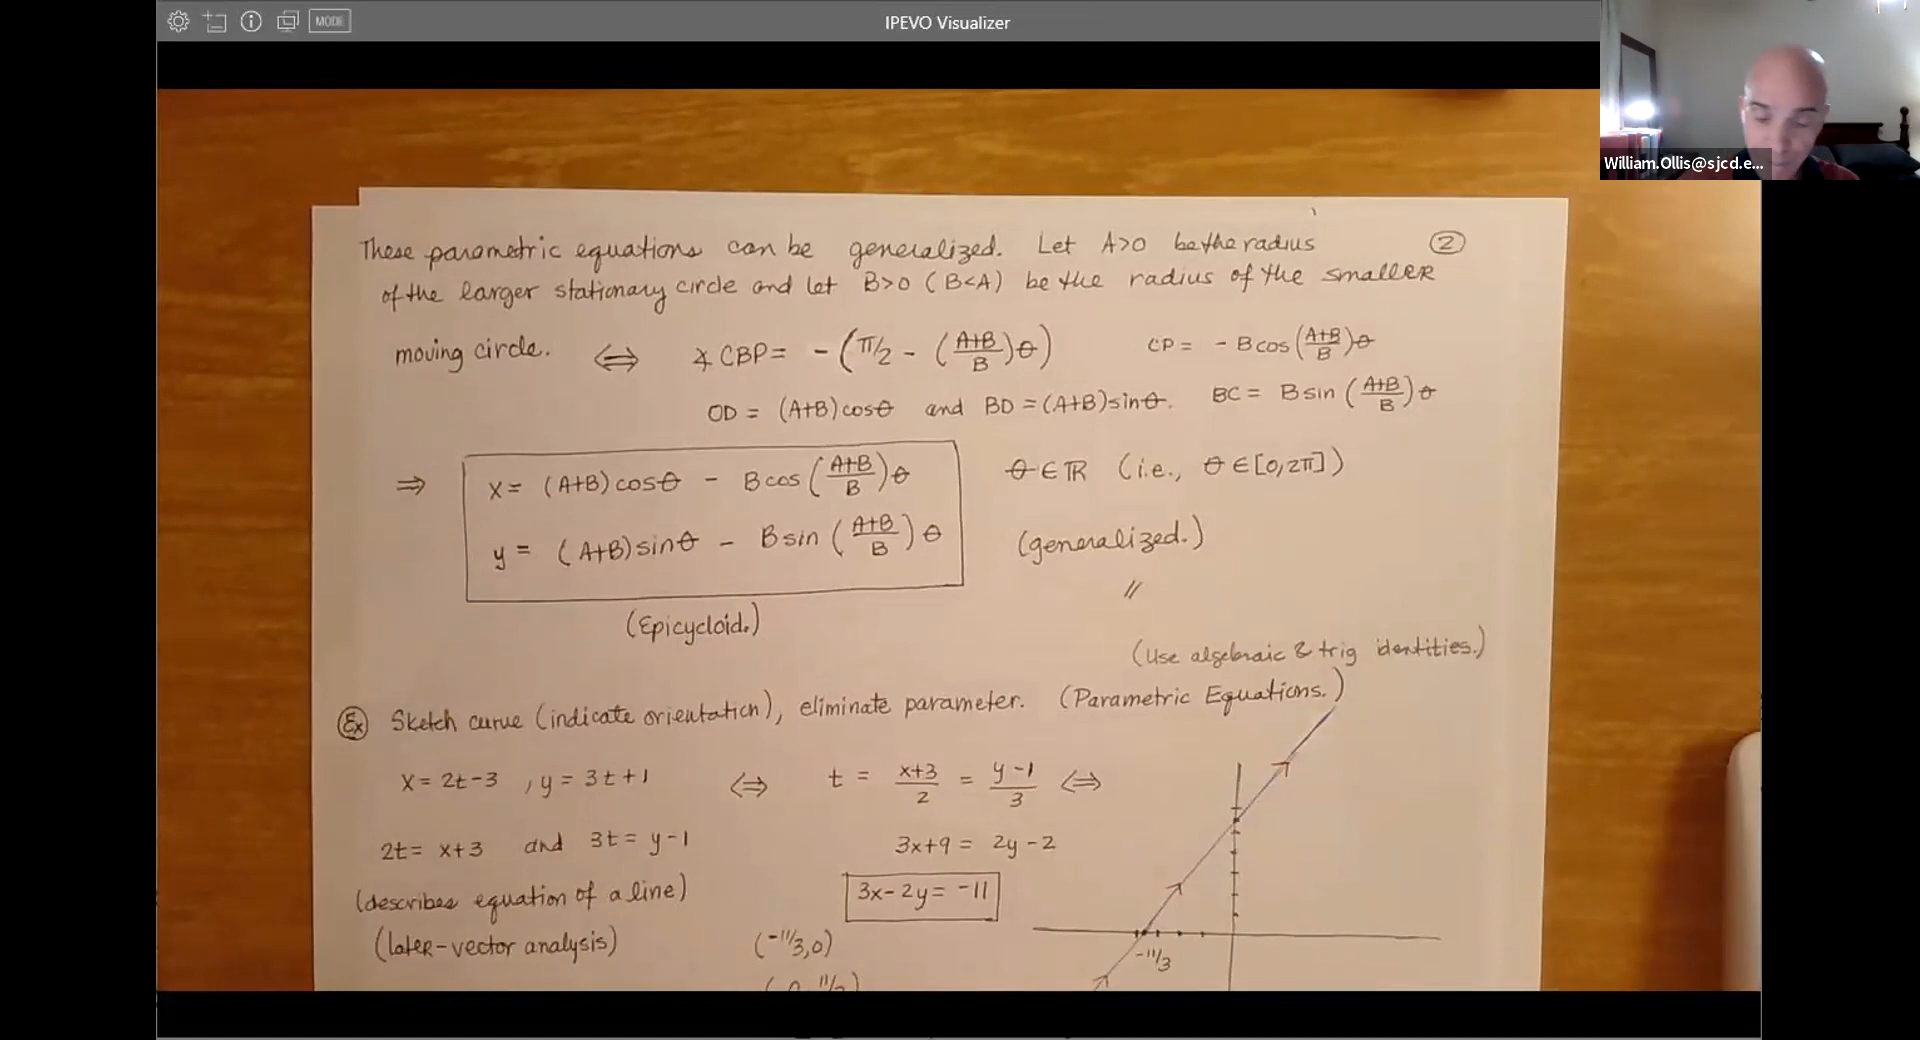 MODE
IPEVO Visualizer
William.Ollis@sjcd.e...
These parametric equations can be generalized. Let A>0 be the radius
②
of the larger stationary circle and let B>0 (B<A) be the radius of the smaller
moving circle. ⟺ ∡CBP = -(π/2 - ((A+B)/B)θ) CP = -Bcos((A+B)/B)θ
OD = (A+B)cosθ and BD = (A+B)sinθ. BC = Bsin((A+B)/B)θ
⇒ x = (A+B)cosθ - Bcos((A+B)/B)θ θ∈ℝ (i.e., θ∈[0,2π])
y = (A+B)sinθ - Bsin((A+B)/B)θ (generalized.)
//
(Epicycloid.)
(Use algebraic & trig identities.)
Ex Sketch curve (indicate orientation), eliminate parameter. (Parametric Equations.)
x = 2t-3 , y = 3t+1 ⟺ t = (x+3)/2 = (y-1)/3 ⟺
2t = x+3 and 3t = y-1 3x+9 = 2y-2
(describes equation of a line) 3x-2y = -11
(later-vector analysis) (-11/3,0)
-11/3
(0, 11/2)